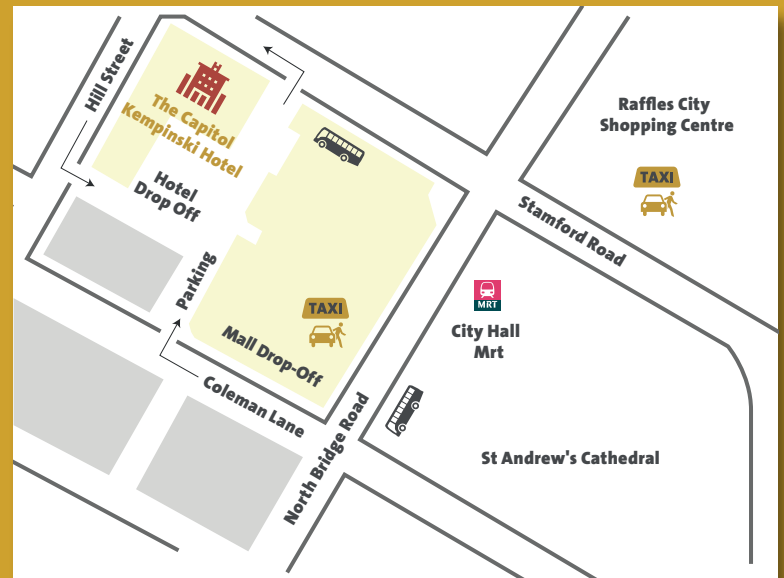 Hill Street
The Capitol
Kempinski Hotel
Hotel
Drop Off
Parking
TAXI
Mall Drop-Off
Coleman Lane
North Bridge Road
Raffles City
Shopping Centre
TAXI
Stamford Road
MRT
City Hall
Mrt
St Andrew's Cathedral